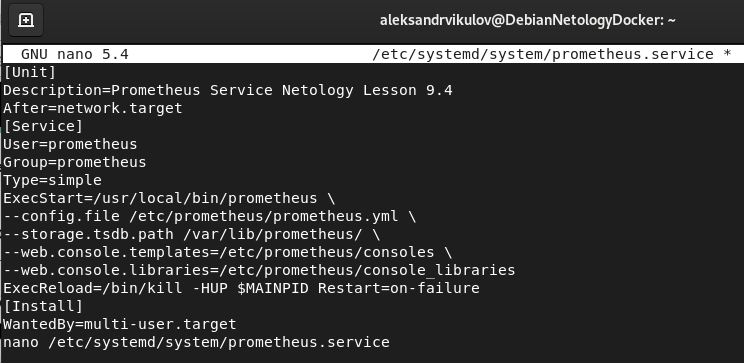 aleksandrvikulov@DebianNetologyDocker: ~
GNU nano 5.4 /etc/systemd/system/prometheus.service *
[Unit]
Description=Prometheus Service Netology Lesson 9.4
After=network.target
[Service]
User=prometheus
Group=prometheus
Type=simple
ExecStart=/usr/local/bin/prometheus \
--config.file /etc/prometheus/prometheus.yml \
--storage.tsdb.path /var/lib/prometheus/ \
--web.console.templates=/etc/prometheus/consoles \
--web.console.libraries=/etc/prometheus/console_libraries
ExecReload=/bin/kill -HUP $MAINPID Restart=on-failure
[Install]
WantedBy=multi-user.target
nano /etc/systemd/system/prometheus.service